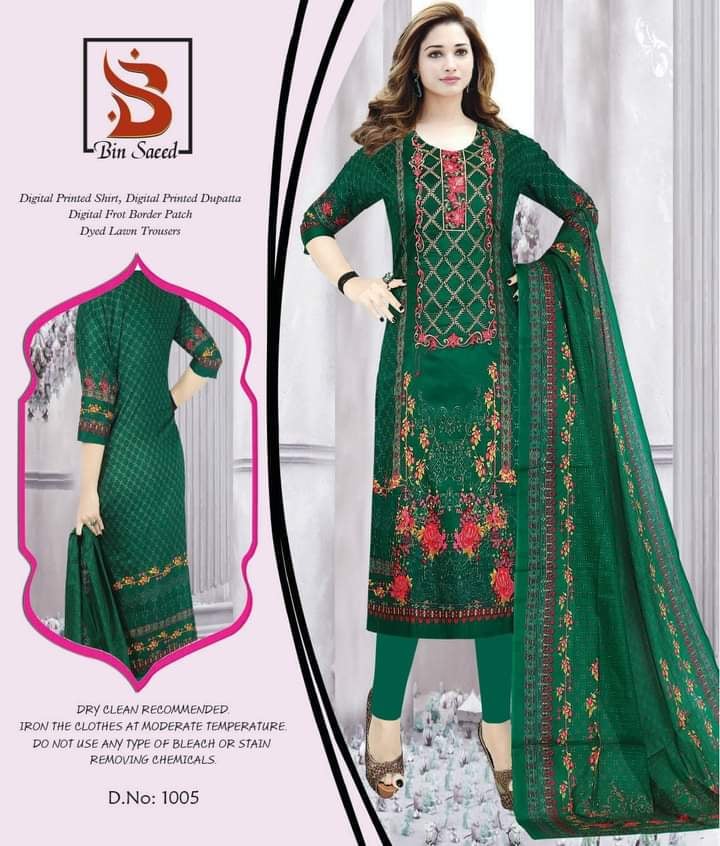 Bin Saeed
Digital Printed Shirt, Digital Printed Dupatta
Digital Frot Border Patch
Dyed Lawn Trousers
DRY CLEAN RECOMMENDED.
IRON THE CLOTHES AT MODERATE TEMPERATURE.
DO NOT USE ANY TYPE OF BLEACH OR STAIN
REMOVING CHEMICALS.
D.No: 1005